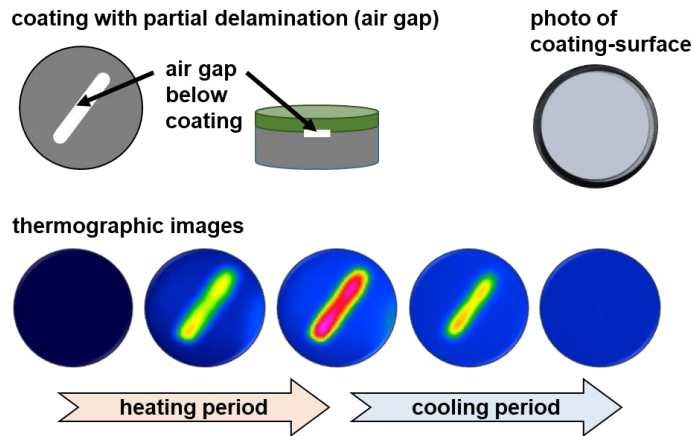 coating with partial delamination (air gap)
photo of
coating-surface
air gap
below
coating
thermographic images
heating period
cooling period